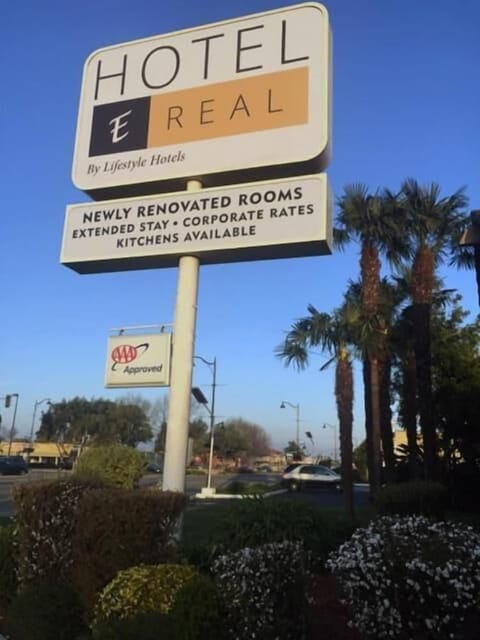 HOTEL
E REAL
By Lifestyle Hotels
NEWLY RENOVATED ROOMS
EXTENDED STAY • CORPORATE RATES
KITCHENS AVAILABLE
AAA
Approved